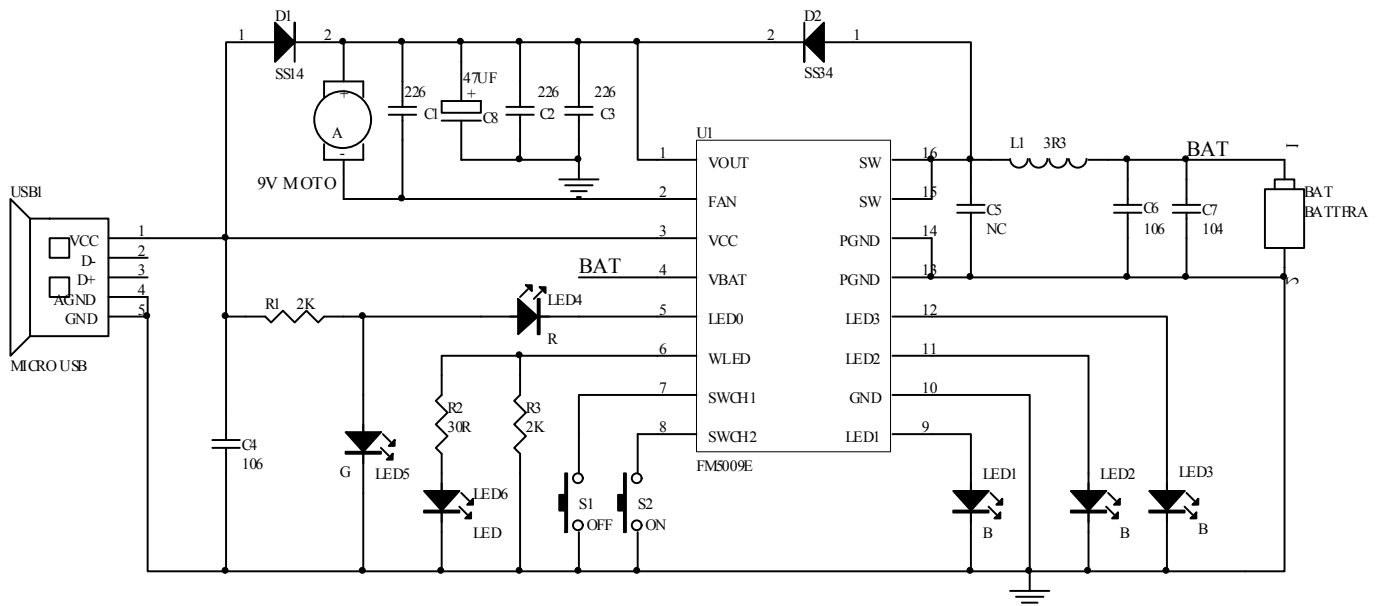 D1
1 2
SS14
D2
2 1
SS34
+
A
-
9V MOTO
226
C1
47UF
+
C8
226
C2
226
C3
USB1
VCC 1
D- 2
D+ 3
AGND 4
GND 5
MICRO USB
R1 2K
C4
106
LED4
R
G
LED5
R2
30R
LED6
LED
R3
2K
S1
OFF
S2
ON
BAT
U1
1 VOUT SW 16
2 FAN SW 15
3 VCC PGND 14
4 VBAT PGND 13
5 LED0 LED3 12
6 WLED LED2 11
7 SWCH1 GND 10
8 SWCH2 LED1 9
FM5009E
L1 3R3
BAT
1
C5
NC
C6
106
C7
104
BAT
BATTFRA
2
LED1
B
LED2
B
LED3
B